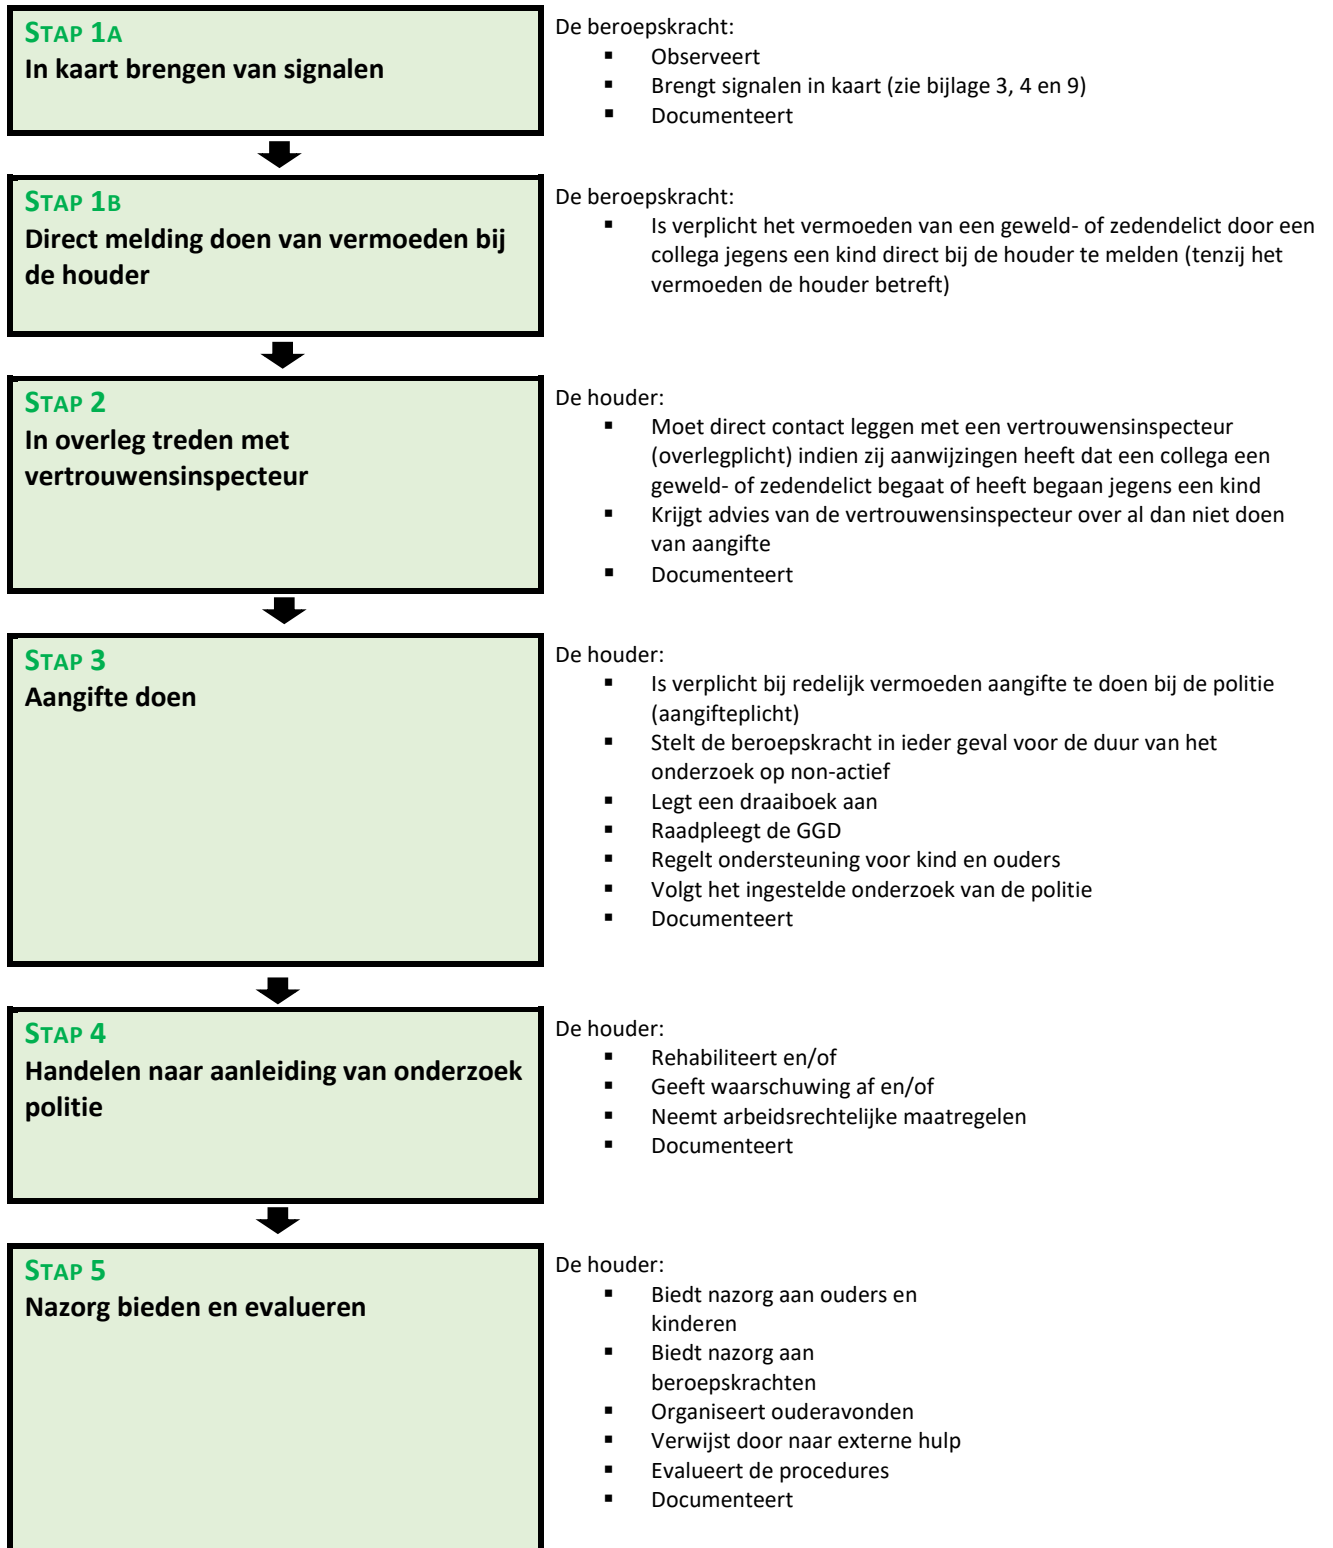 STAP 1A
In kaart brengen van signalen
De beroepskracht:
▪ Observeert
▪ Brengt signalen in kaart (zie bijlage 3, 4 en 9)
▪ Documenteert
STAP 1B
Direct melding doen van vermoeden bij
de houder
De beroepskracht:
▪ Is verplicht het vermoeden van een geweld- of zedendelict door een
collega jegens een kind direct bij de houder te melden (tenzij het
vermoeden de houder betreft)
STAP 2
In overleg treden met
vertrouwensinspecteur
De houder:
▪ Moet direct contact leggen met een vertrouwensinspecteur
(overlegplicht) indien zij aanwijzingen heeft dat een collega een
geweld- of zedendelict begaat of heeft begaan jegens een kind
▪ Krijgt advies van de vertrouwensinspecteur over al dan niet doen
van aangifte
▪ Documenteert
STAP 3
Aangifte doen
De houder:
▪ Is verplicht bij redelijk vermoeden aangifte te doen bij de politie
(aangifteplicht)
▪ Stelt de beroepskracht in ieder geval voor de duur van het
onderzoek op non-actief
▪ Legt een draaiboek aan
▪ Raadpleegt de GGD
▪ Regelt ondersteuning voor kind en ouders
▪ Volgt het ingestelde onderzoek van de politie
▪ Documenteert
STAP 4
Handelen naar aanleiding van onderzoek
politie
De houder:
▪ Rehabiliteert en/of
▪ Geeft waarschuwing af en/of
▪ Neemt arbeidsrechtelijke maatregelen
▪ Documenteert
STAP 5
Nazorg bieden en evalueren
De houder:
▪ Biedt nazorg aan ouders en
kinderen
▪ Biedt nazorg aan
beroepskrachten
▪ Organiseert ouderavonden
▪ Verwijst door naar externe hulp
▪ Evalueert de procedures
▪ Documenteert